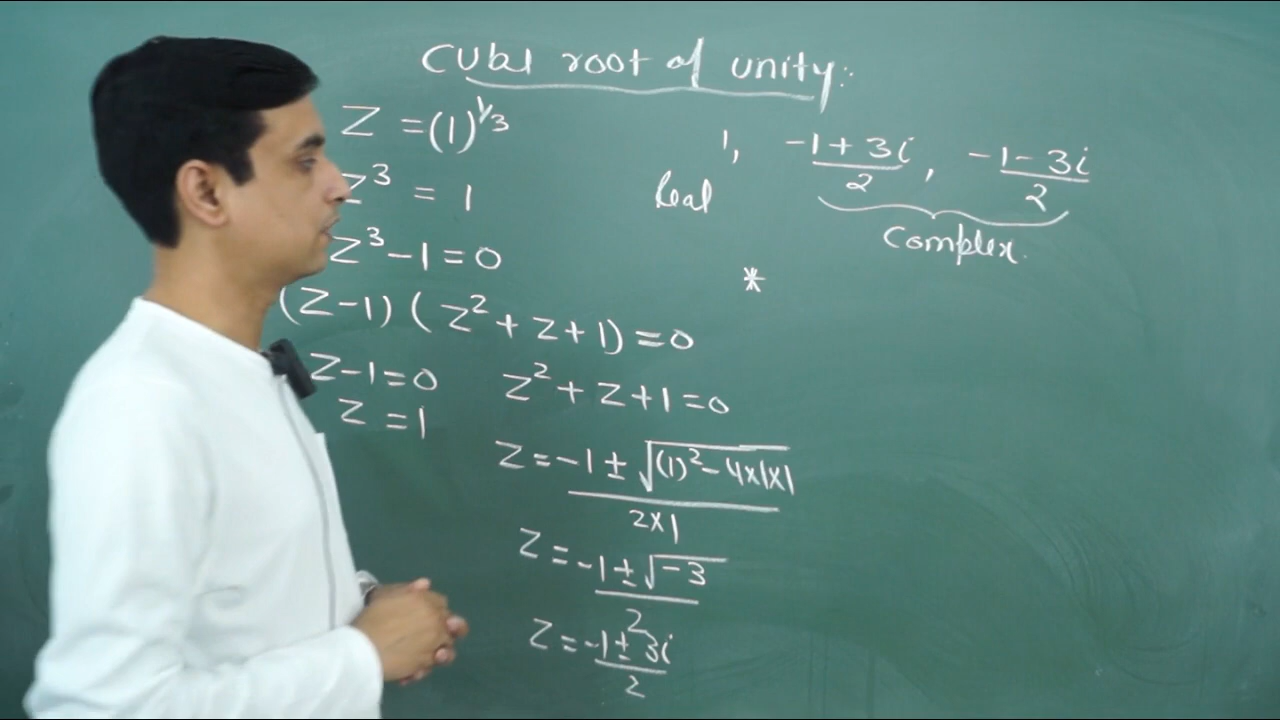 Cube root of unity:
Z = (1)^1/3
Z^3 = 1
Z^3 - 1 = 0
(Z-1) (Z^2 + Z + 1) = 0
Z-1=0
Z = 1
Z^2 + Z + 1 = 0
Z = -1 ± √(1)^2 - 4x1x1 / 2x1
Z = -1 ± √-3 / 2
Z = -1 ± 3i / 2
1, -1 + 3i / 2, -1 - 3i / 2
Real
Complex.
*